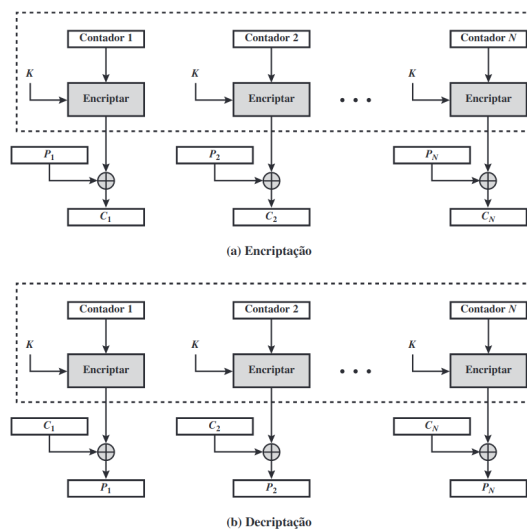 Contador 1 Contador 2 Contador N
K K K
Encriptar Encriptar Encriptar
P1 P2 PN
C1 C2 CN
(a) Encriptação
Contador 1 Contador 2 Contador N
K K K
Encriptar Encriptar Encriptar
C1 C2 CN
P1 P2 PN
(b) Decriptação